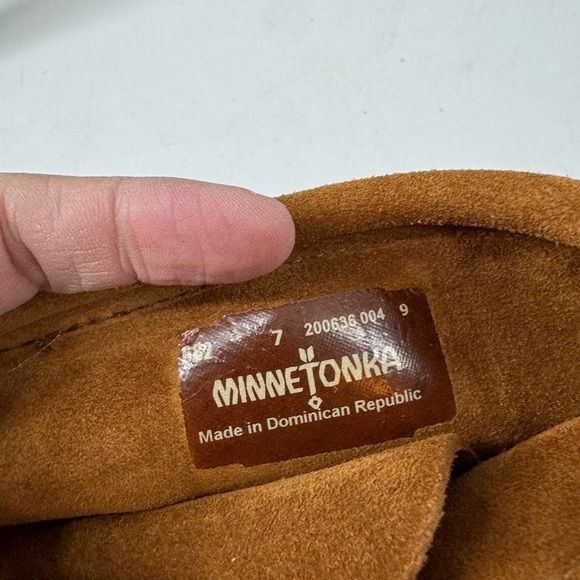 7 200636 004 9
MINNETONKA
Made in Dominican Republic